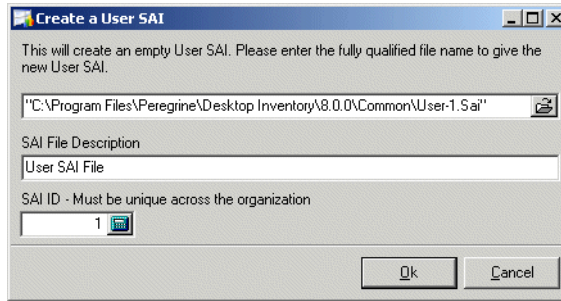 Create a User SAI
This will create an empty User SAI. Please enter the fully qualified file name to give the
new User SAI.
"C:\Program Files\Peregrine\Desktop Inventory\8.0.0\Common\User-1.Sai"
SAI File Description
User SAI File
SAI ID - Must be unique across the organization
1
Ok Cancel